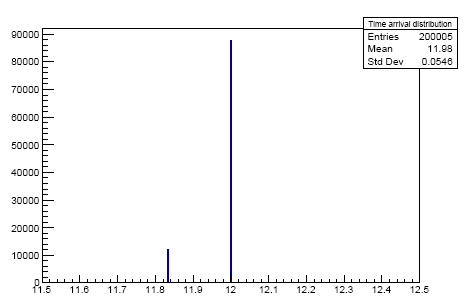 Time arrival distribution
Entries 200005
Mean 11.98
Std Dev 0.0546
90000
80000
70000
60000
50000
40000
30000
20000
10000
0
11.5 11.6 11.7 11.8 11.9 12 12.1 12.2 12.3 12.4 12.5